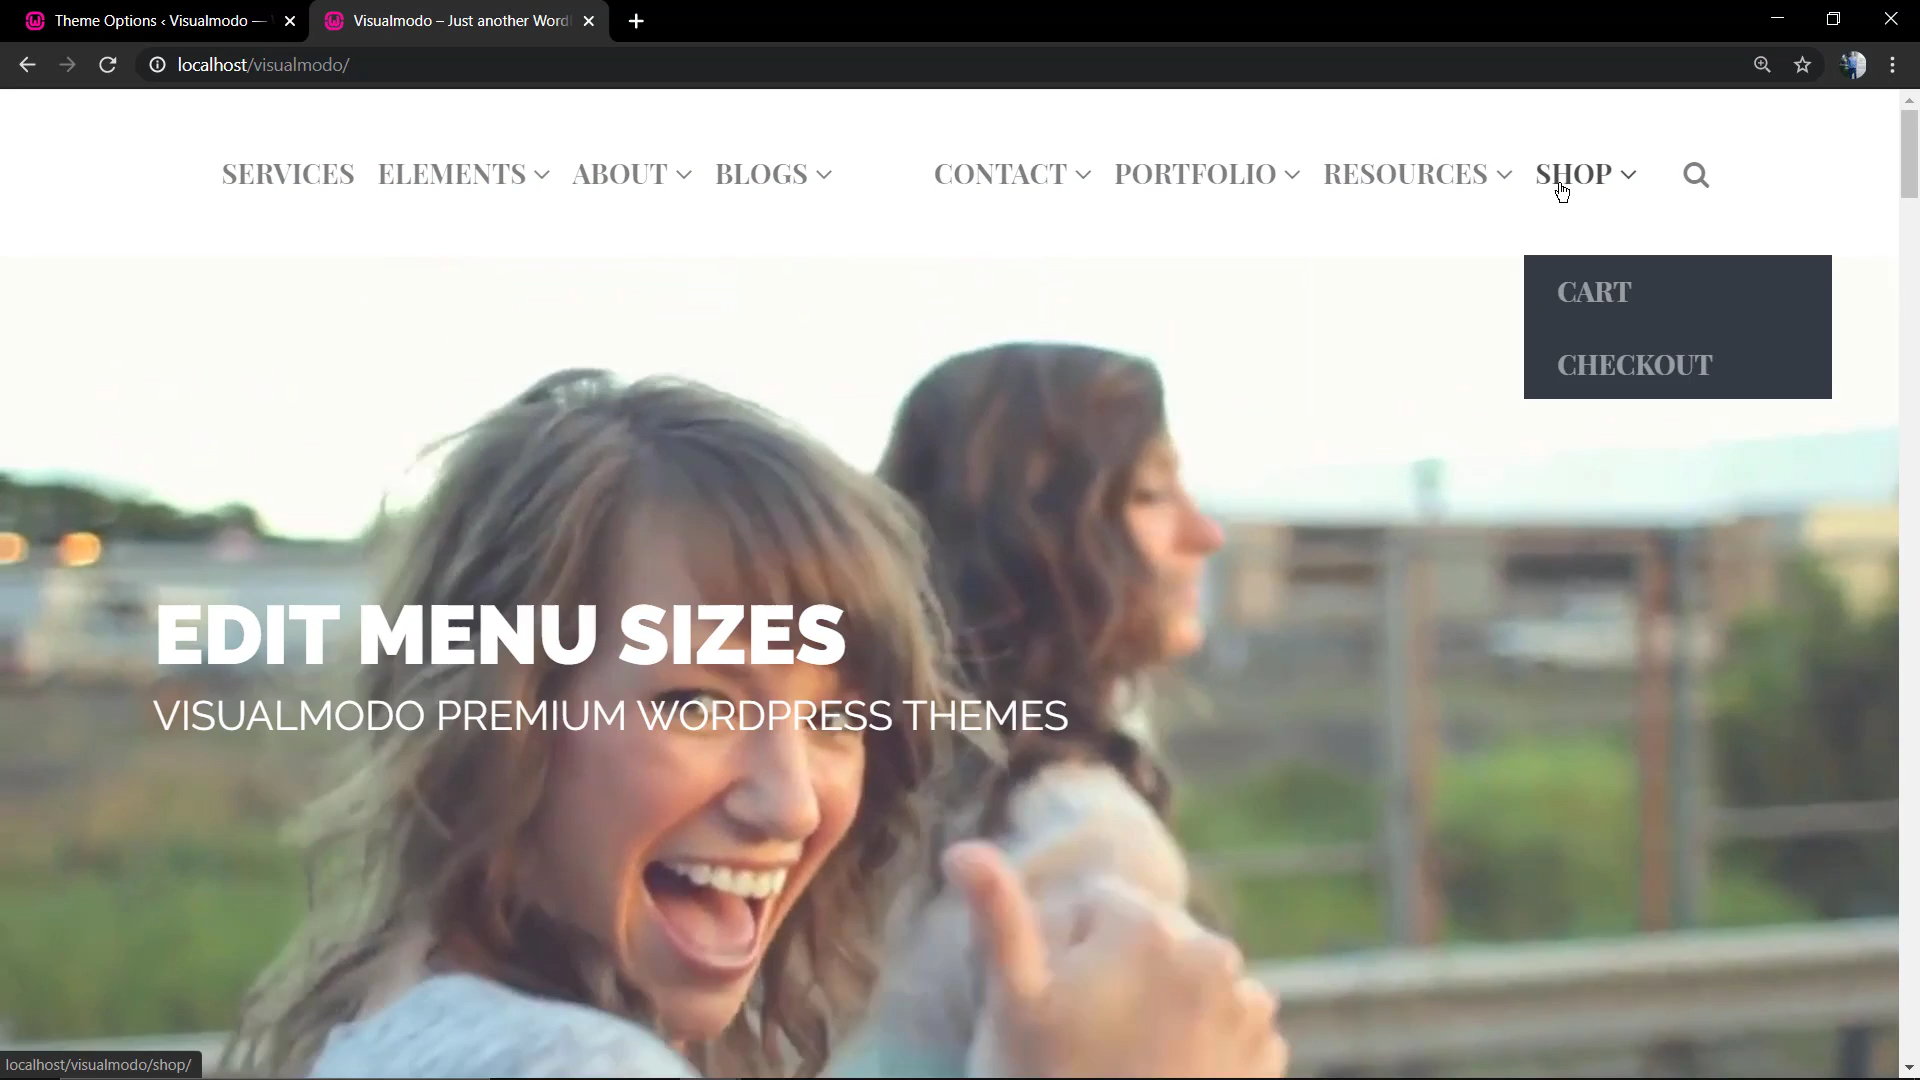 Theme Options ‹ Visualmodo —
Visualmodo – Just another Word
localhost/visualmodo/
SERVICES ELEMENTS ABOUT BLOGS CONTACT PORTFOLIO RESOURCES SHOP
CART
CHECKOUT
EDIT MENU SIZES
VISUALMODO PREMIUM WORDPRESS THEMES
localhost/visualmodo/shop/